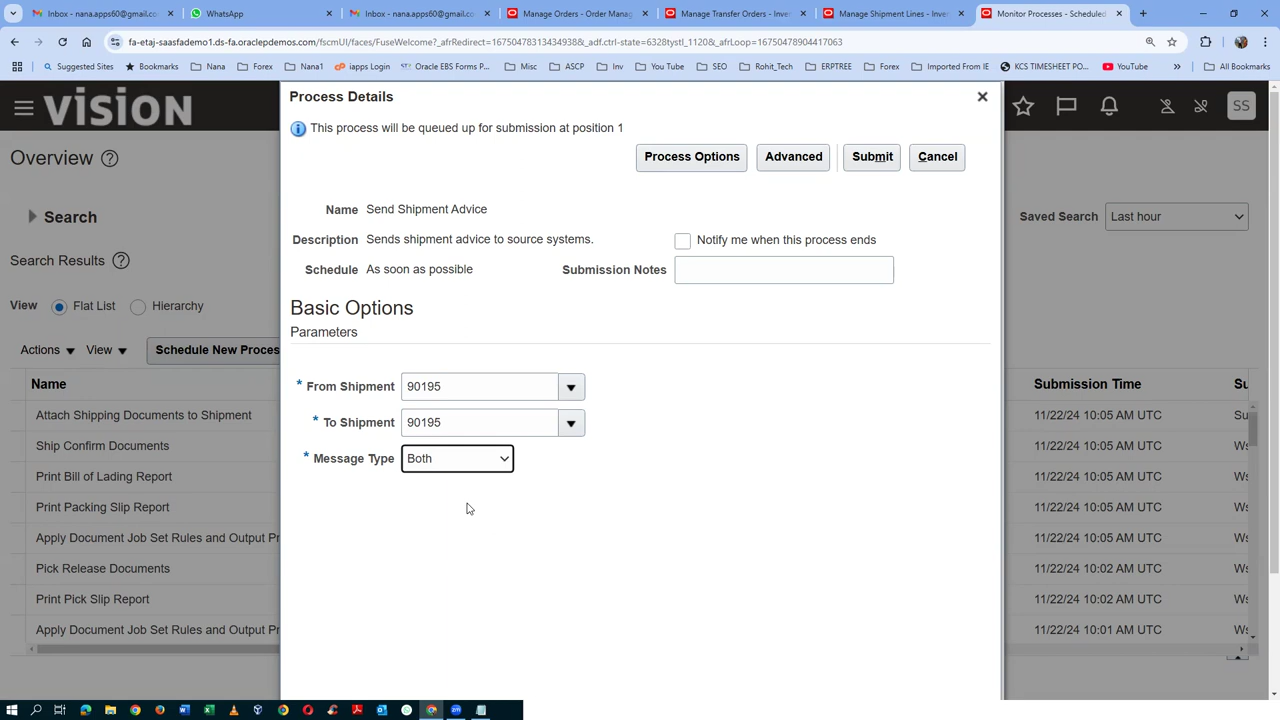 Inbox - nana.apps60@gmail.co
WhatsApp
Inbox - nana.apps60@gmail.co
Manage Orders - Order Manag
Manage Transfer Orders - Inver
Manage Shipment Lines - Inver
Monitor Processes - Scheduled
fa-etaj-saasfademo1.ds-fa.oraclepdemos.com/fscmUI/faces/FuseWelcome?_afrRedirect=16750478313434938&_adf.ctrl-state=6328tystl_1120&_afrLoop=16750478904417063
Suggested Sites
Bookmarks
Nana
Forex
Nana1
iapps Login
Oracle EBS Forms P...
Misc
ASCP
Inv
You Tube
SEO
Rohit_Tech
ERPTREE
Forex
Imported From IE
KCS TIMESHEET PO...
YouTube
»
All Bookmarks
VISION
SS
Process Details
This process will be queued up for submission at position 1
Process Options
Advanced
Submit
Cancel
Overview
Name Send Shipment Advice
Search
Saved Search Last hour
Description Sends shipment advice to source systems.
Notify me when this process ends
Search Results
Schedule As soon as possible
Submission Notes
View Flat List Hierarchy
Basic Options
Parameters
Actions View Schedule New Proces
Name
Submission Time
Su
* From Shipment 90195
Attach Shipping Documents to Shipment
11/22/24 10:05 AM UTC
Su
* To Shipment 90195
Ship Confirm Documents
11/22/24 10:05 AM UTC
Ws
* Message Type Both
Print Bill of Lading Report
11/22/24 10:05 AM UTC
Ws
Print Packing Slip Report
11/22/24 10:05 AM UTC
Ws
Apply Document Job Set Rules and Output Pr
11/22/24 10:05 AM UTC
Ws
Pick Release Documents
11/22/24 10:02 AM UTC
Ws
Print Pick Slip Report
11/22/24 10:02 AM UTC
Ws
Apply Document Job Set Rules and Output Pr
11/22/24 10:01 AM UTC
Ws